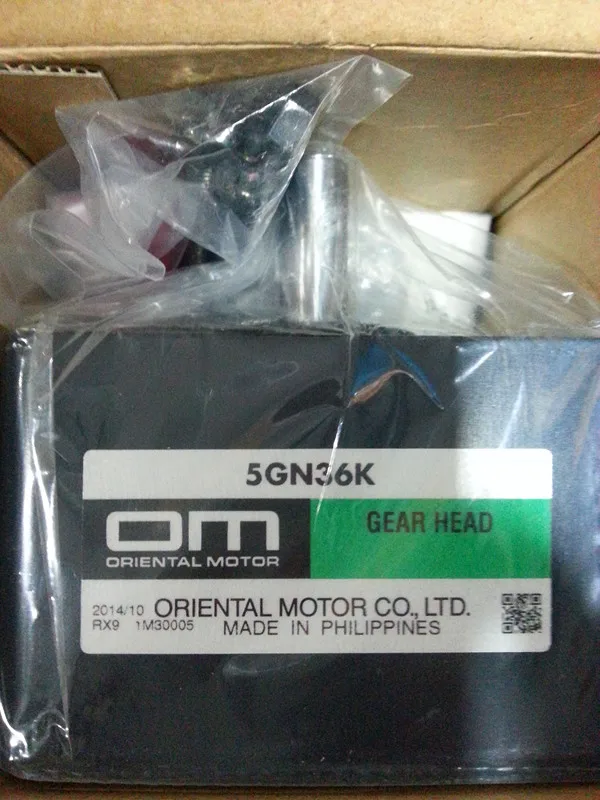 5GN36K
OM
ORIENTAL MOTOR
GEAR HEAD
2014/10 ORIENTAL MOTOR CO., LTD.
RX9 1M30005 MADE IN PHILIPPINES